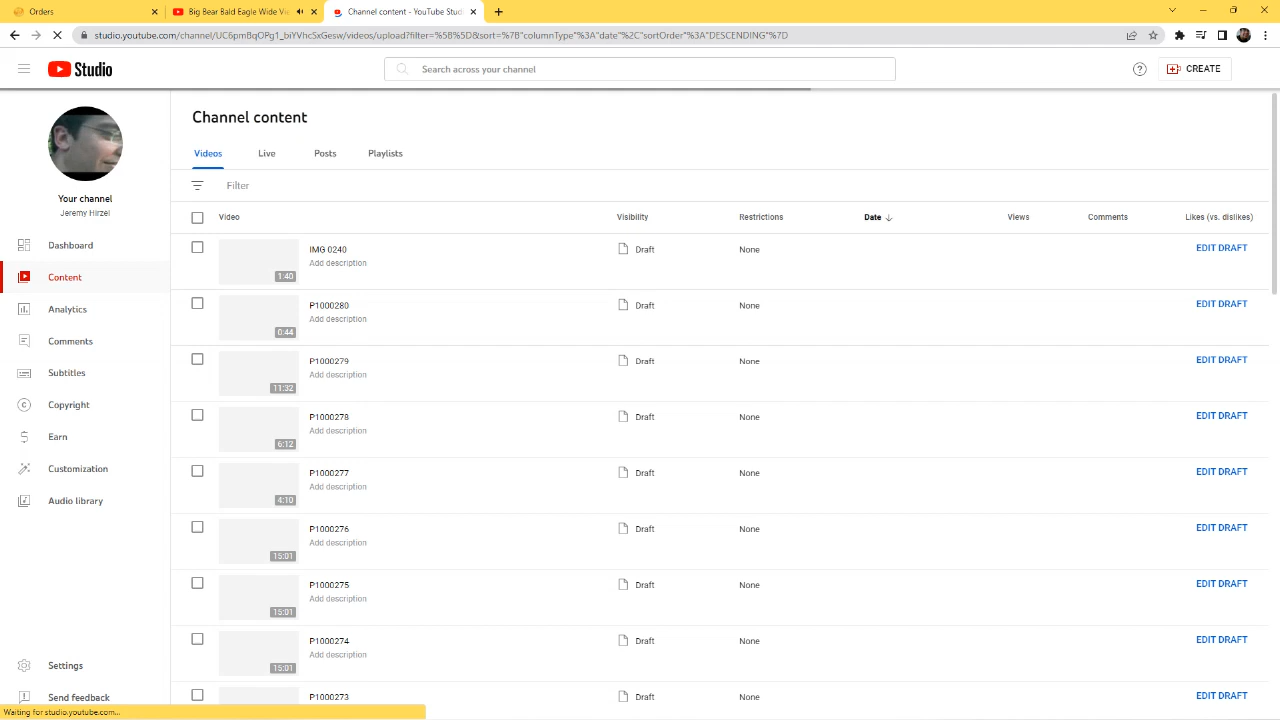 Orders
Big Bear Bald Eagle Wide Vi
Channel content - YouTube Studi
studio.youtube.com/channel/UC6pmBqOPg1_biYVhcSxGesw/videos/upload?filter=%5B%5D&sort=%7B"columnType"%3A"date"%2C"sortOrder"%3A"DESCENDING"%7D
Studio
Search across your channel
CREATE
Your channel
Jeremy Hirzel
Dashboard
Content
Analytics
Comments
Subtitles
Copyright
Earn
Customization
Audio library
Settings
Send feedback
Channel content
Videos Live Posts Playlists
Filter
Video Visibility Restrictions Date Views Comments Likes (vs. dislikes)
IMG 0240 Draft None EDIT DRAFT
Add description
1:40
P1000280 Draft None EDIT DRAFT
Add description
0:44
P1000279 Draft None EDIT DRAFT
Add description
11:32
P1000278 Draft None EDIT DRAFT
Add description
6:12
P1000277 Draft None EDIT DRAFT
Add description
4:10
P1000276 Draft None EDIT DRAFT
Add description
15:01
P1000275 Draft None EDIT DRAFT
Add description
15:01
P1000274 Draft None EDIT DRAFT
Add description
15:01
P1000273 Draft None EDIT DRAFT
Waiting for studio.youtube.com...